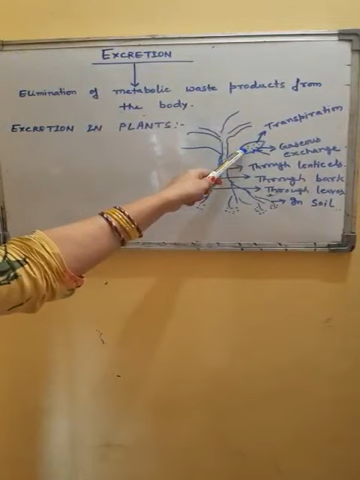 EXCRETION
Elimination of metabolic waste products from
the body.
EXCRETION IN PLANTS:-
Transpiration
Gaseous
exchange.
Through lenticels.
Through bark
Through leaves
In soil.